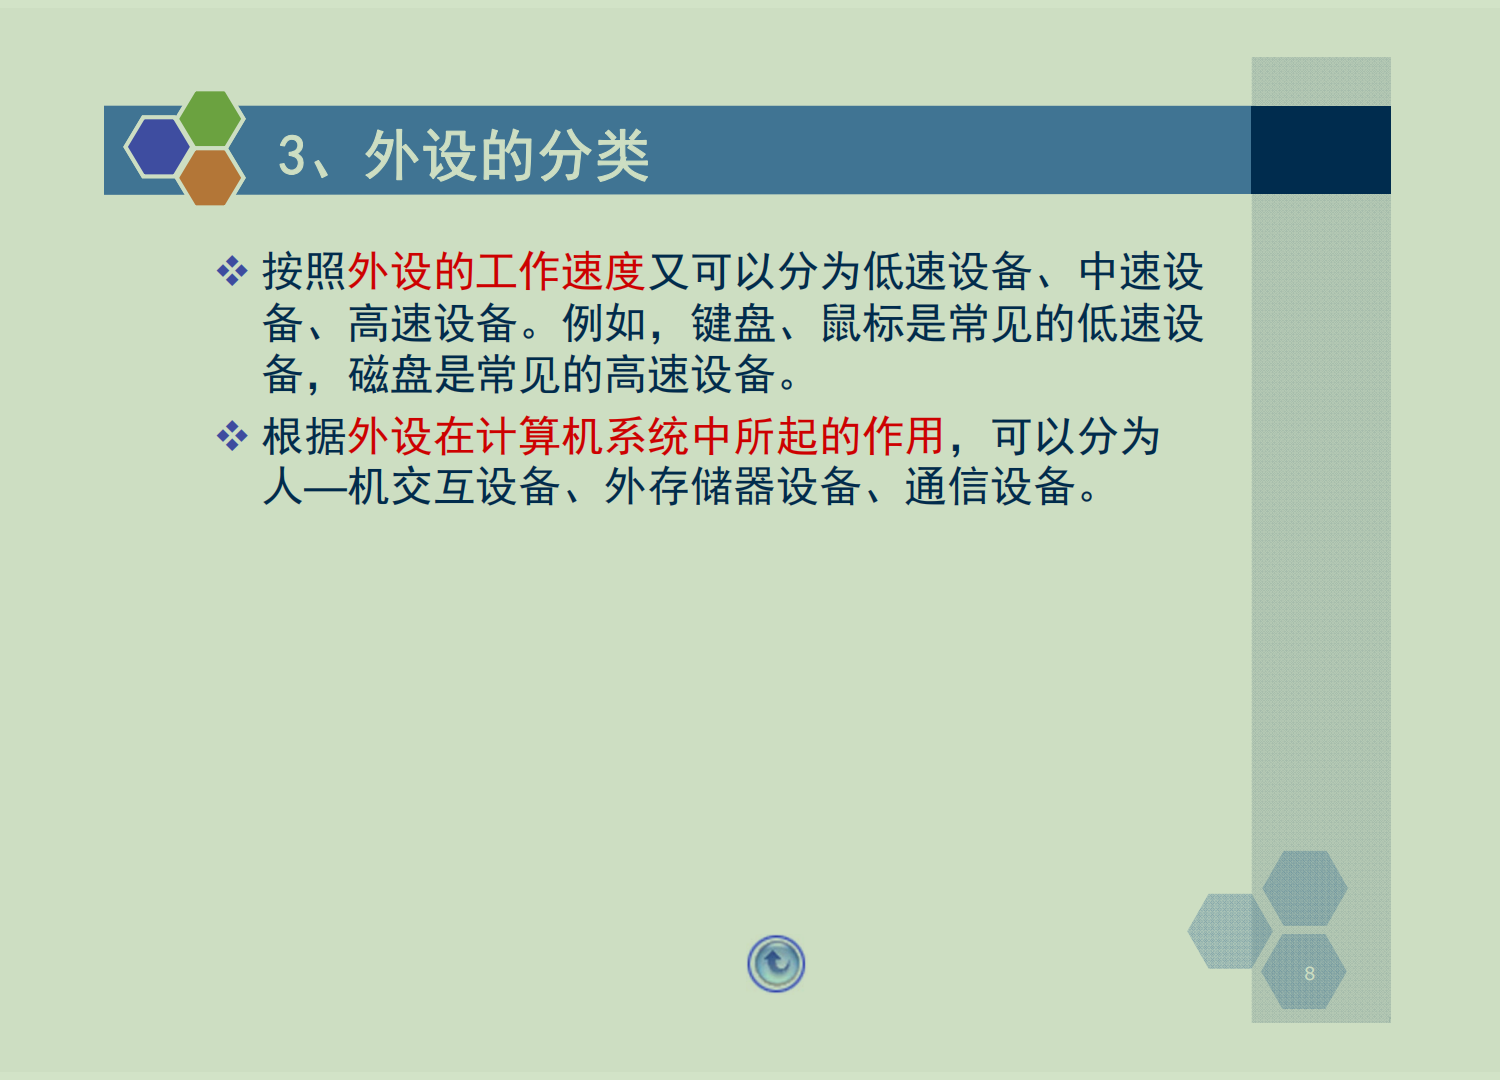 3、外设的分类
按照外设的工作速度又可以分为低速设备、中速设
备、高速设备。例如，键盘、鼠标是常见的低速设
备，磁盘是常见的高速设备。
根据外设在计算机系统中所起的作用，可以分为
人—机交互设备、外存储器设备、通信设备。
8